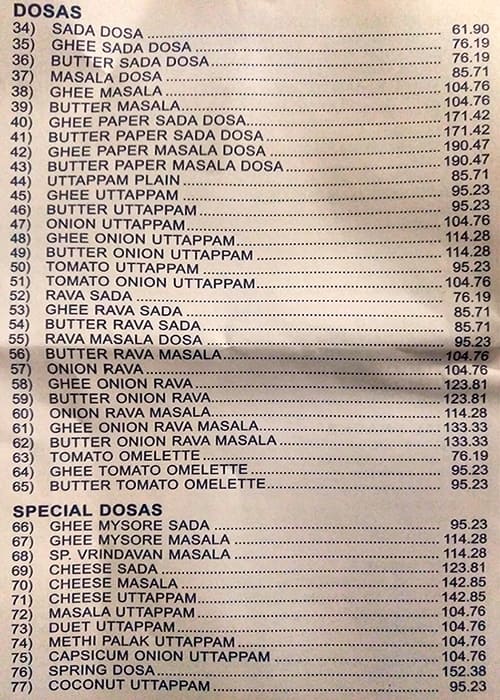 DOSAS
34) SADA DOSA 61.90
35) GHEE SADA DOSA 76.19
36) BUTTER SADA DOSA 76.19
37) MASALA DOSA 85.71
38) GHEE MASALA 104.76
39) BUTTER MASALA 104.76
40) GHEE PAPER SADA DOSA 171.42
41) BUTTER PAPER SADA DOSA 171.42
42) GHEE PAPER MASALA DOSA 190.47
43) BUTTER PAPER MASALA DOSA 190.47
44) UTTAPPAM PLAIN 85.71
45) GHEE UTTAPPAM 95.23
46) BUTTER UTTAPPAM 95.23
47) ONION UTTAPPAM 104.76
48) GHEE ONION UTTAPPAM 114.28
49) BUTTER ONION UTTAPPAM 114.28
50) TOMATO UTTAPPAM 95.23
51) TOMATO ONION UTTAPPAM 104.76
52) RAVA SADA 76.19
53) GHEE RAVA SADA 85.71
54) BUTTER RAVA SADA 85.71
55) RAVA MASALA DOSA 95.23
56) BUTTER RAVA MASALA 104.76
57) ONION RAVA 104.76
58) GHEE ONION RAVA 123.81
59) BUTTER ONION RAVA 123.81
60) ONION RAVA MASALA 114.28
61) GHEE ONION RAVA MASALA 133.33
62) BUTTER ONION RAVA MASALA 133.33
63) TOMATO OMELETTE 76.19
64) GHEE TOMATO OMELETTE 95.23
65) BUTTER TOMATO OMELETTE 95.23
SPECIAL DOSAS
66) GHEE MYSORE SADA 95.23
67) GHEE MYSORE MASALA 114.28
68) SP. VRINDAVAN MASALA 114.28
69) CHEESE SADA 123.81
70) CHEESE MASALA 142.85
71) CHEESE UTTAPPAM 142.85
72) MASALA UTTAPPAM 104.76
73) DUET UTTAPPAM 104.76
74) METHI PALAK UTTAPPAM 104.76
75) CAPSICUM ONION UTTAPPAM 104.76
76) SPRING DOSA 152.38
77) COCONUT UTTAPPAM 95.23